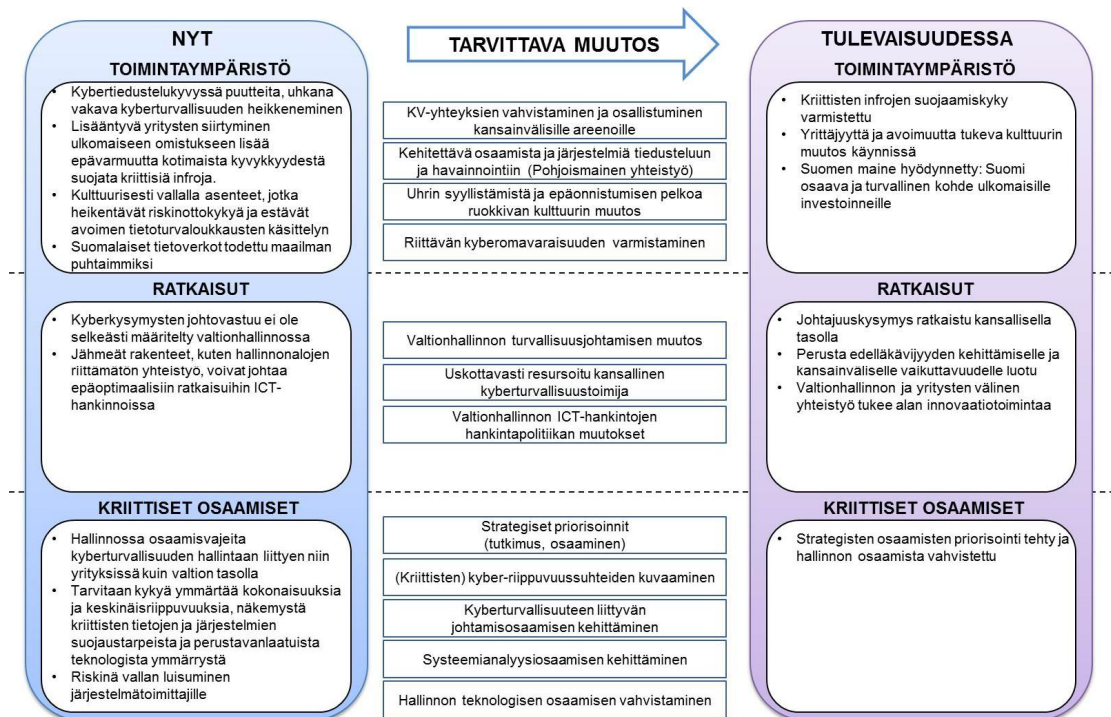 NYT
TOIMINTAYMPÄRISTÖ
• Kybertiedustelukyvyssä puutteita, uhkana
vakava kyberturvallisuuden heikkeneminen
• Lisääntyvä yritysten siirtyminen
ulkomaiseen omistukseen lisää
epävarmuutta kotimaista kyvykkyydestä
suojata kriittisiä infroja.
• Kulttuurisesti vallalla asenteet, jotka
heikentävät riskinottokykyä ja estävät
avoimen tietoturvaloukkausten käsittelyn
• Suomalaiset tietoverkot todettu maailman
puhtaimmiksi
RATKAISUT
• Kyberkysymysten johtovastuu ei ole
selkeästi määritelty valtionhallinnossa
• Jähmeät rakenteet, kuten hallinnonalojen
riittämätön yhteistyö, voivat johtaa
epäoptimaalisiin ratkaisuihin ICT-
hankinnoissa
KRIITTISET OSAAMISET
• Hallinnossa osaamisvajeita
kyberturvallisuuden hallintaan liittyen niin
yrityksissä kuin valtion tasolla
• Tarvitaan kykyä ymmärtää kokonaisuuksia
ja keskinäisriippuvuuksia, näkemystä
kriittisten tietojen ja järjestelmien
suojaustarpeista ja perustavanlaatuista
teknologista ymmärrystä
• Riskinä vallan luisuminen
järjestelmätoimittajille
TARVITTAVA MUUTOS
KV-yhteyksien vahvistaminen ja osallistuminen
kansainvälisille areenoille
Kehitettävä osaamista ja järjestelmiä tiedusteluun
ja havainnointiin (Pohjoismainen yhteistyö)
Uhrin syyllistämistä ja epäonnistumisen pelkoa
ruokkivan kulttuurin muutos
Riittävän kyberomavaraisuuden varmistaminen
Valtionhallinnon turvallisuusjohtamisen muutos
Uskottavasti resursoitu kansallinen
kyberturvallisuustoimija
Valtionhallinnon ICT-hankintojen
hankintapolitiikan muutokset
Strategiset priorisoinnit
(tutkimus, osaaminen)
(Kriittisten) kyber-riippuvuussuhteiden kuvaaminen
Kyberturvallisuuteen liittyvän
johtamisosaamisen kehittäminen
Systeemianalyysiosaamisen kehittäminen
Hallinnon teknologisen osaamisen vahvistaminen
TULEVAISUUDESSA
TOIMINTAYMPÄRISTÖ
• Kriittisten infrojen suojaamiskyky
varmistettu
• Yrittäjyyttä ja avoimuutta tukeva kulttuurin
muutos käynnissä
• Suomen maine hyödynnetty: Suomi
osaava ja turvallinen kohde ulkomaisille
investoinneille
RATKAISUT
• Johtajuuskysymys ratkaistu kansallisella
tasolla
• Perusta edelläkävijyyden kehittämiselle ja
kansainväliselle vaikuttavuudelle luotu
• Valtionhallinnon ja yritysten välinen
yhteistyö tukee alan innovaatiotoimintaa
KRIITTISET OSAAMISET
• Strategisten osaamisten priorisointi tehty ja
hallinnon osaamista vahvistettu